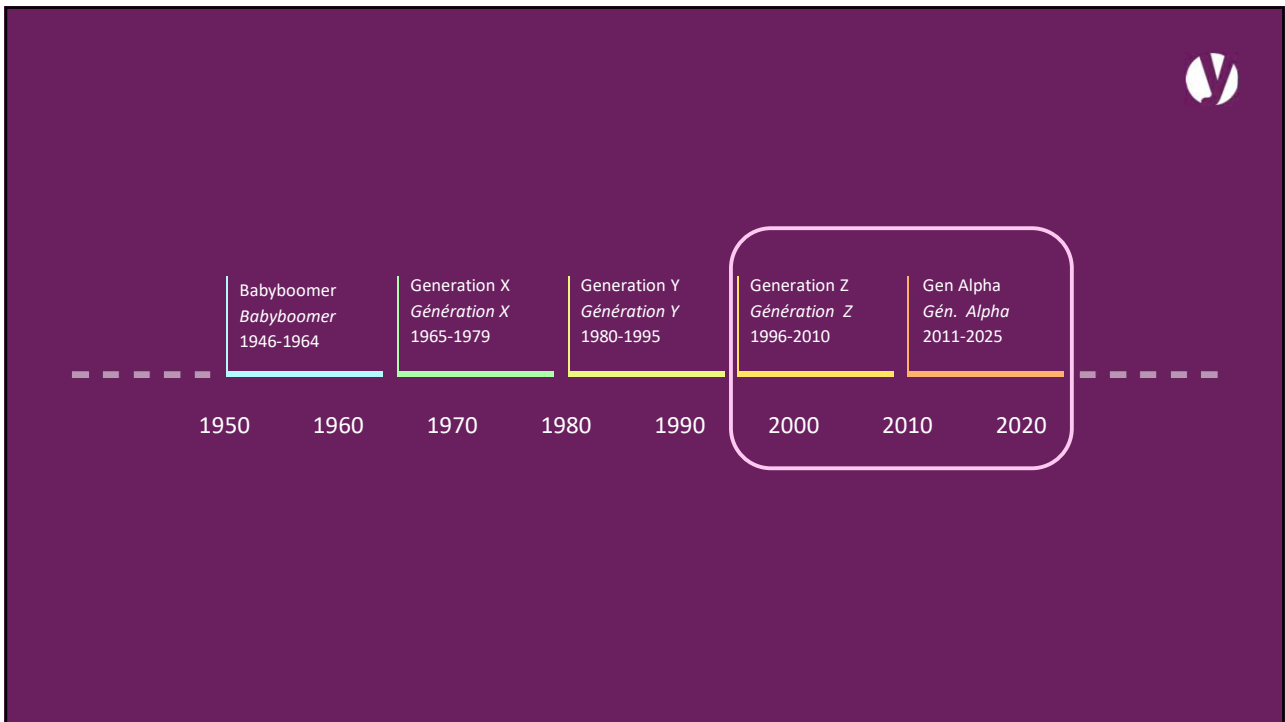 Babyboomer
Babyboomer
1946-1964
Generation X
Génération X
1965-1979
Generation Y
Génération Y
1980-1995
Generation Z
Génération Z
1996-2010
Gen Alpha
Gén. Alpha
2011-2025
1950 1960 1970 1980 1990 2000 2010 2020
y